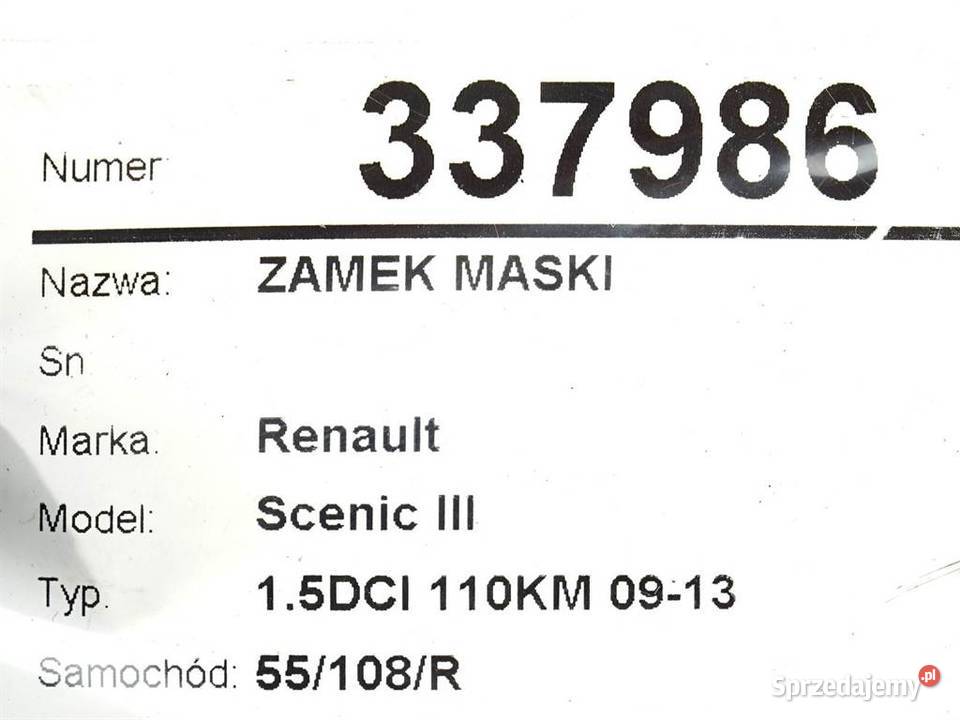 Numer 337986
Nazwa: ZAMEK MASKI
Sn
Marka. Renault
Model: Scenic III
Typ. 1.5DCI 110KM 09-13
Samochód: 55/108/R
Sprzedajemy.pl